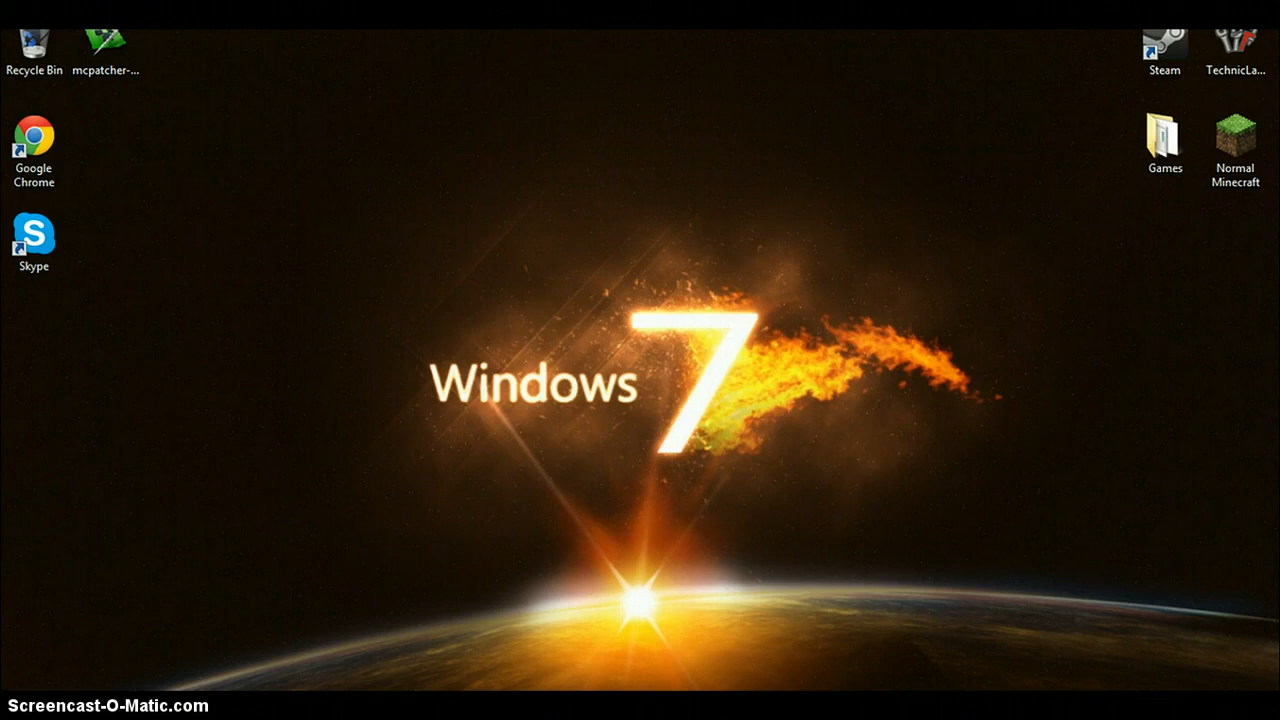 Recycle Bin
mcpatcher-...
Steam
TechnicLa...
Google
Chrome
Games
Normal
Minecraft
S
Skype
Windows 7
Screencast-O-Matic.com